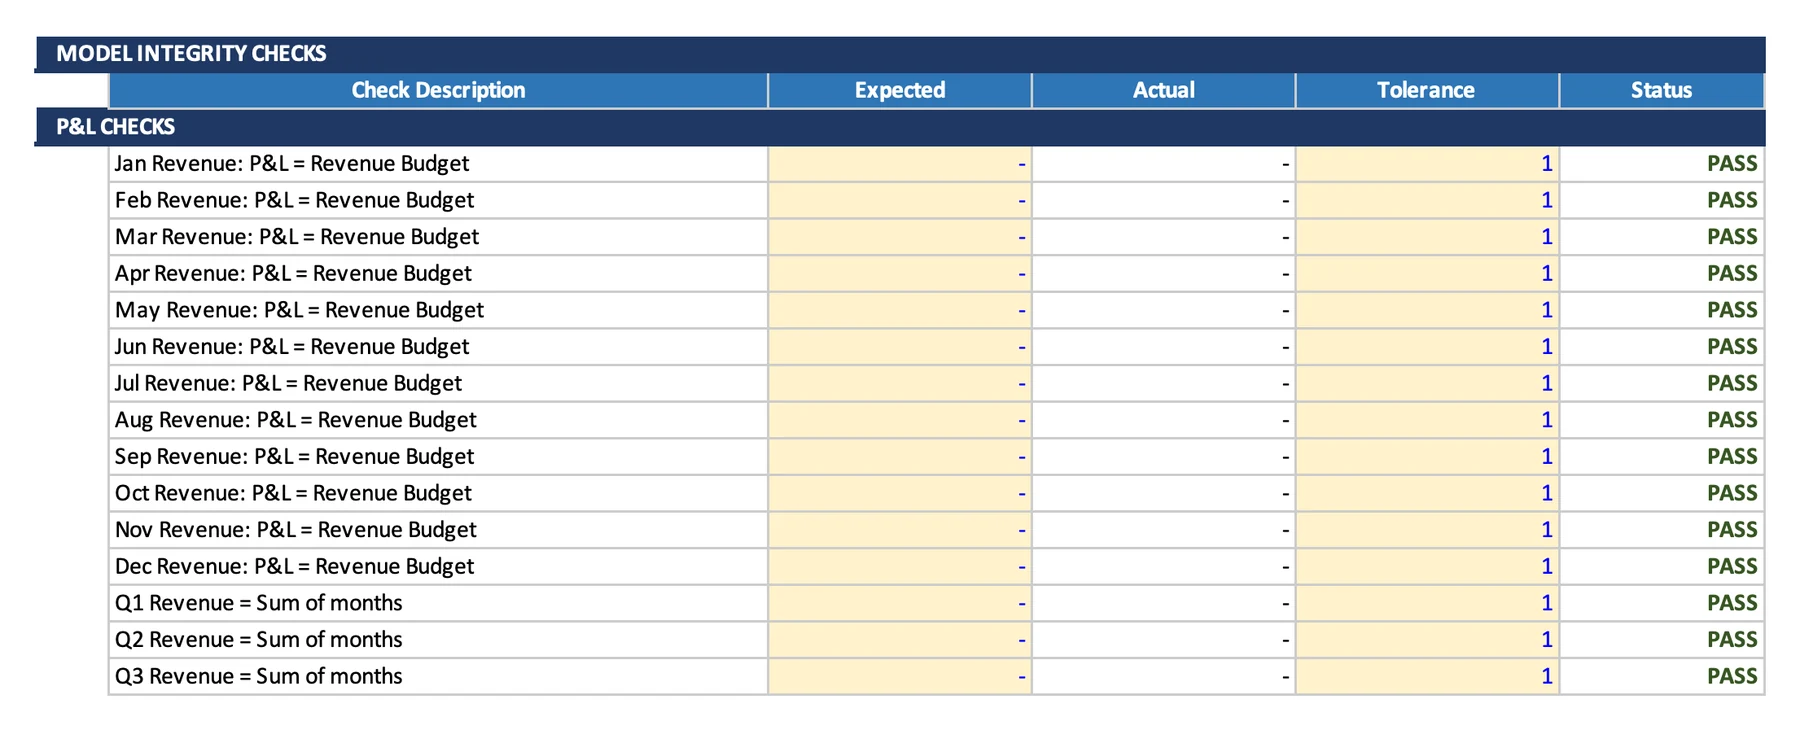 MODEL INTEGRITY CHECKS
Check Description Expected Actual Tolerance Status
P&L CHECKS
Jan Revenue: P&L = Revenue Budget - - 1 PASS
Feb Revenue: P&L = Revenue Budget - - 1 PASS
Mar Revenue: P&L = Revenue Budget - - 1 PASS
Apr Revenue: P&L = Revenue Budget - - 1 PASS
May Revenue: P&L = Revenue Budget - - 1 PASS
Jun Revenue: P&L = Revenue Budget - - 1 PASS
Jul Revenue: P&L = Revenue Budget - - 1 PASS
Aug Revenue: P&L = Revenue Budget - - 1 PASS
Sep Revenue: P&L = Revenue Budget - - 1 PASS
Oct Revenue: P&L = Revenue Budget - - 1 PASS
Nov Revenue: P&L = Revenue Budget - - 1 PASS
Dec Revenue: P&L = Revenue Budget - - 1 PASS
Q1 Revenue = Sum of months - - 1 PASS
Q2 Revenue = Sum of months - - 1 PASS
Q3 Revenue = Sum of months - - 1 PASS